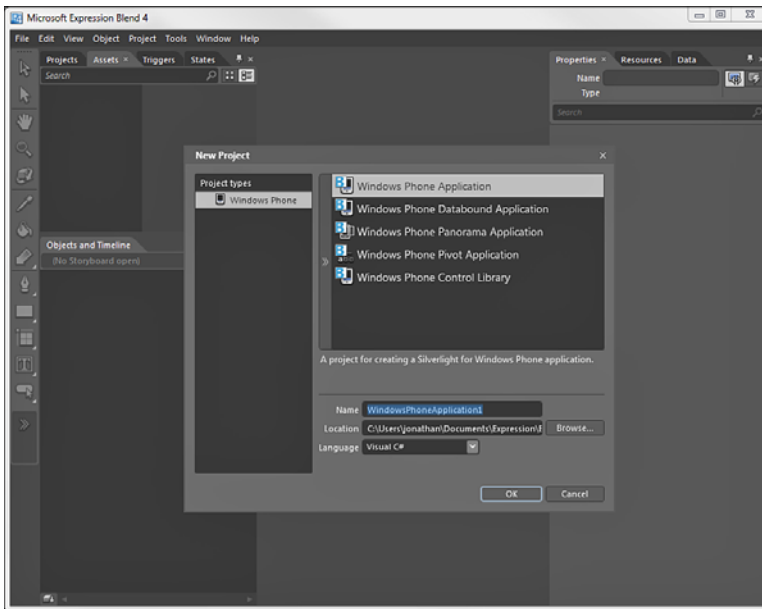 Microsoft Expression Blend 4
File Edit View Object Project Tools Window Help
Projects Assets × Triggers States
Search
Properties × Resources Data
Name
Type
Search
New Project
Project types
Windows Phone
Windows Phone Application
Windows Phone Databound Application
Windows Phone Panorama Application
Windows Phone Pivot Application
Windows Phone Control Library
A project for creating a Silverlight for Windows Phone application.
Name WindowsPhoneApplication1
Location C:\Users\jonathan\Documents\Expression\ Browse...
Language Visual C#
OK Cancel
Objects and Timeline
(No Storyboard open)